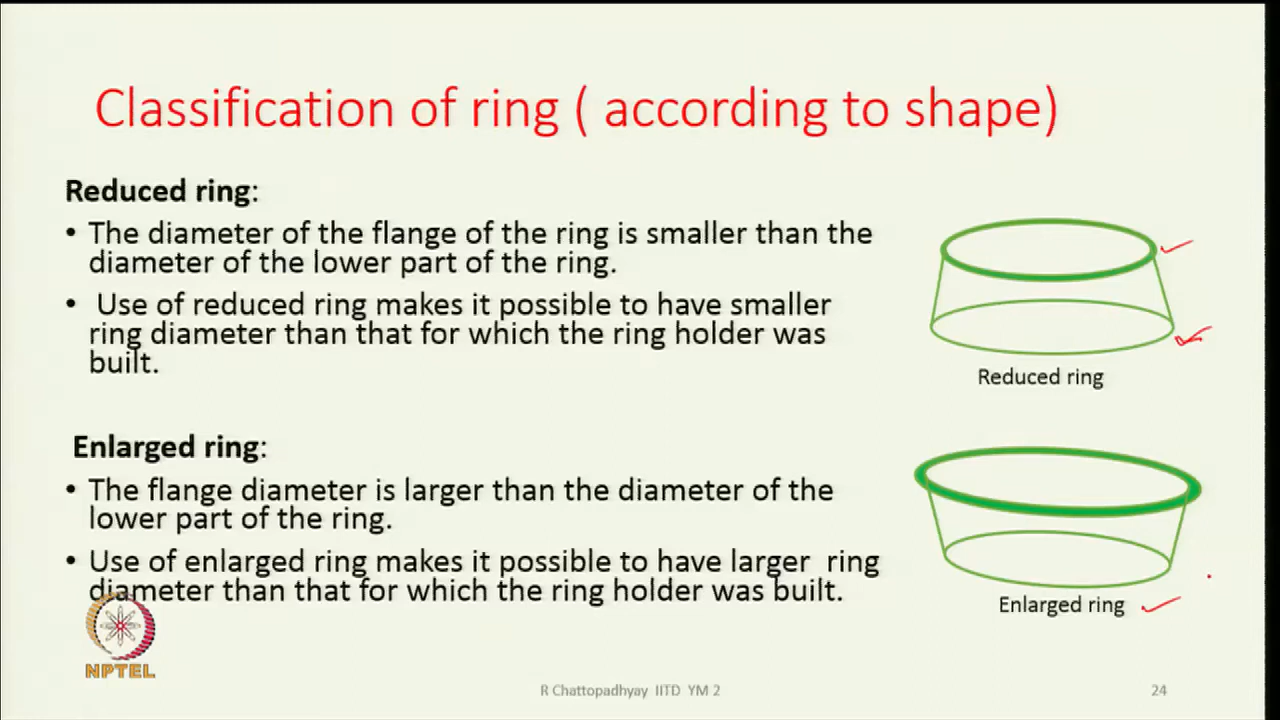 Classification of ring ( according to shape)
Reduced ring:
• The diameter of the flange of the ring is smaller than the
diameter of the lower part of the ring.
• Use of reduced ring makes it possible to have smaller
ring diameter than that for which the ring holder was
built.
Reduced ring
Enlarged ring:
• The flange diameter is larger than the diameter of the
lower part of the ring.
• Use of enlarged ring makes it possible to have larger ring
diameter than that for which the ring holder was built.
Enlarged ring
NPTEL
R Chattopadhyay IITD YM 2
24